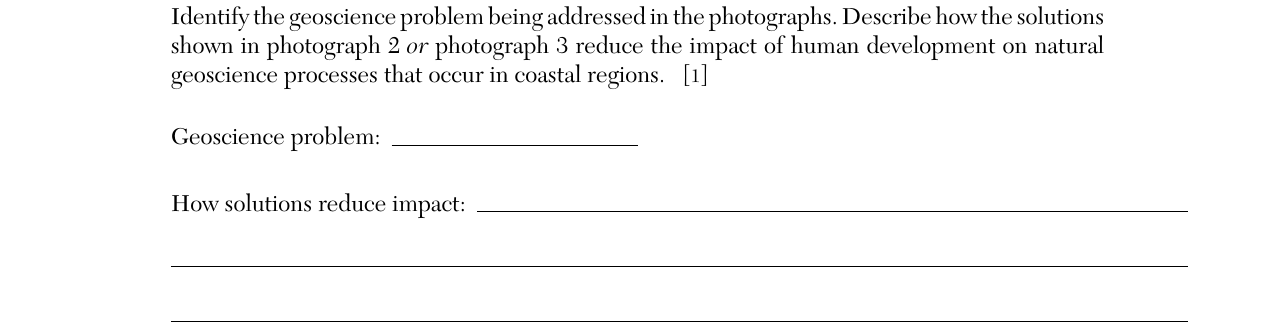 Identify the geoscience problem being addressed in the photographs. Describe how the solutions
shown in photograph 2 or photograph 3 reduce the impact of human development on natural
geoscience processes that occur in coastal regions. [1]
Geoscience problem:
How solutions reduce impact: